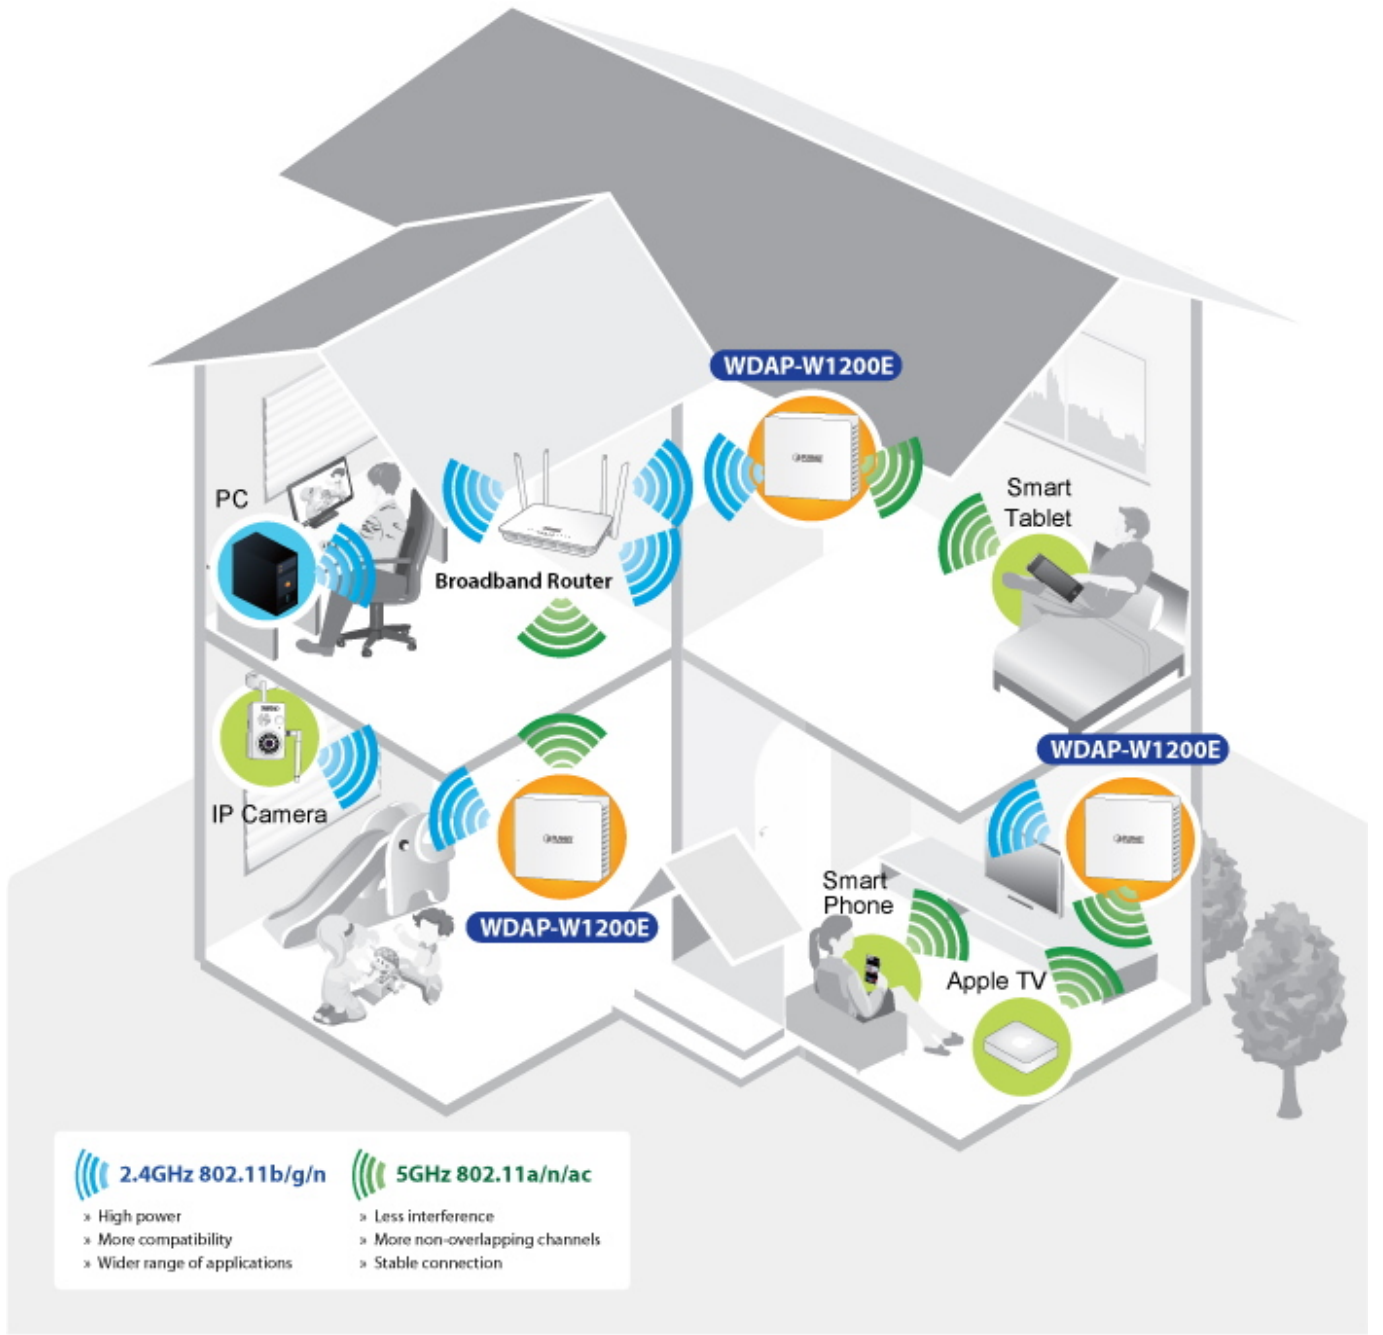 WDAP-W1200E
PC
Smart
Tablet
Broadband Router
IP Camera
WDAP-W1200E
WDAP-W1200E
Smart
Phone
Apple TV
2.4GHz 802.11b/g/n
» High power
» More compatibility
» Wider range of applications
5GHz 802.11a/n/ac
» Less interference
» More non-overlapping channels
» Stable connection